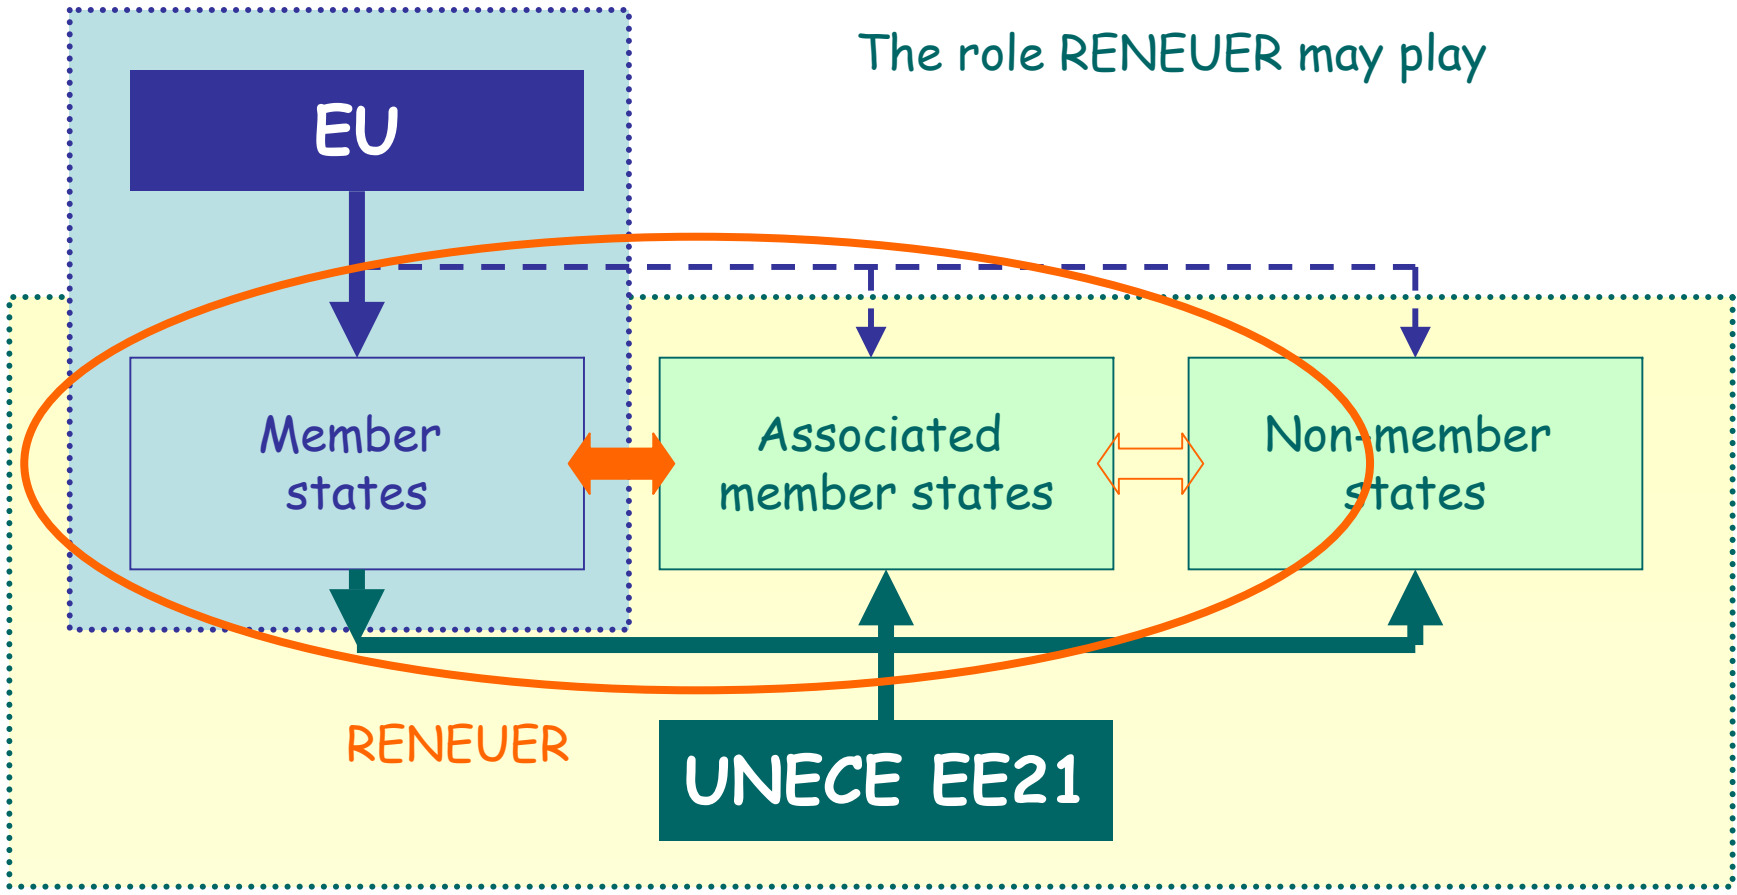 The role RENEUER may play
EU
Member
states
Associated
member states
Non-member
states
RENEUER
UNECE EE21